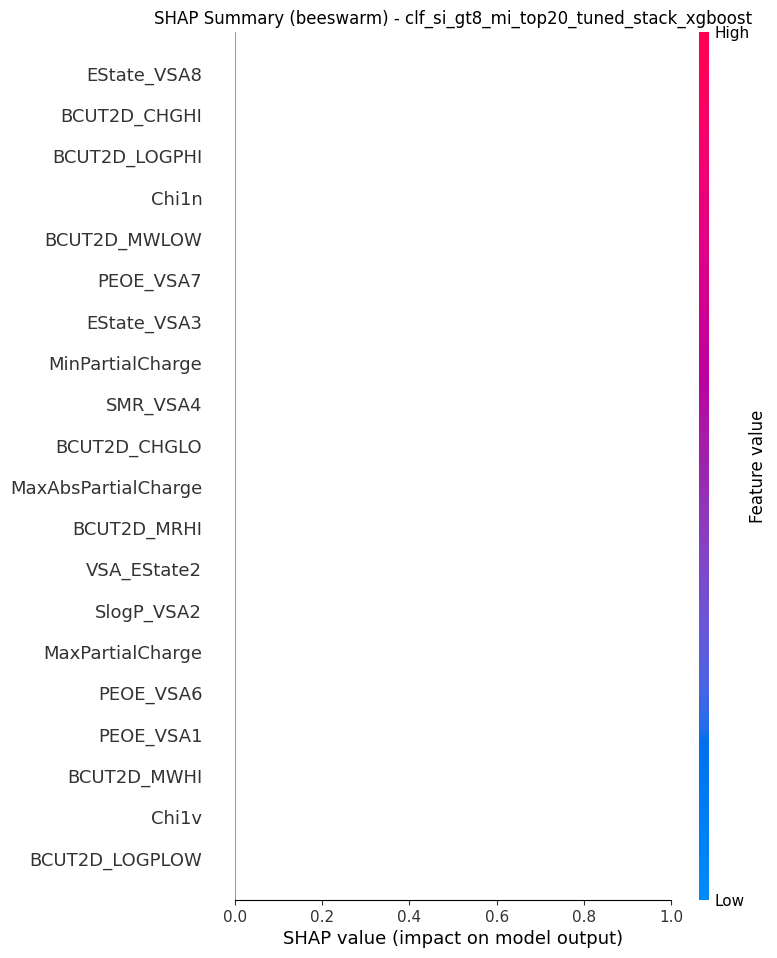 SHAP Summary (beeswarm) - clf_si_gt8_mi_top20_tuned_stack_xgboost
High
EState_VSA8
BCUT2D_CHGHI
BCUT2D_LOGPHI
Chi1n
BCUT2D_MWLOW
PEOE_VSA7
EState_VSA3
MinPartialCharge
SMR_VSA4
BCUT2D_CHGLO
MaxAbsPartialCharge
BCUT2D_MRHI
VSA_EState2
SlogP_VSA2
MaxPartialCharge
PEOE_VSA6
PEOE_VSA1
BCUT2D_MWHI
Chi1v
BCUT2D_LOGPLOW
Feature value
Low
0.0 0.2 0.4 0.6 0.8 1.0
SHAP value (impact on model output)